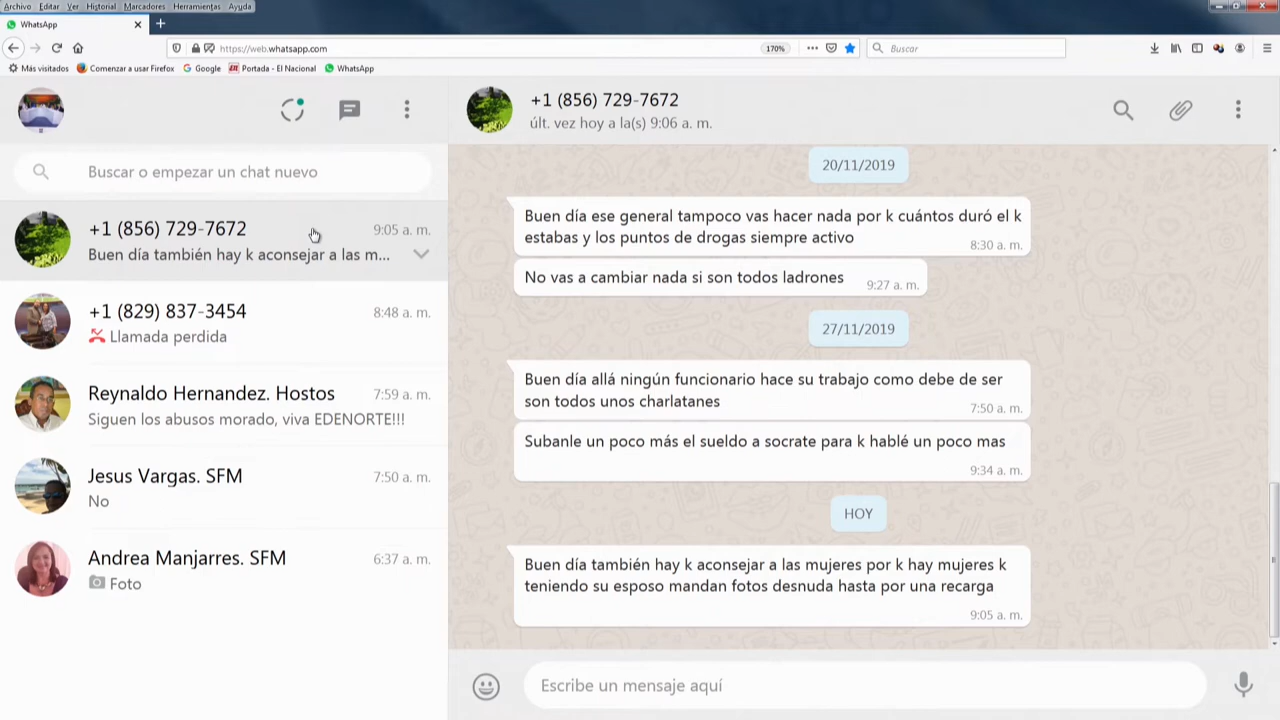 Archivo Editar Ver Historial Marcadores Herramientas Ayuda
WhatsApp
https://web.whatsapp.com
170%
Buscar
Más visitados
Comenzar a usar Firefox
Google
Portada - El Nacional
WhatsApp
Buscar o empezar un chat nuevo
+1 (856) 729-7672
9:05 a. m.
Buen día también hay k aconsejar a las m...
+1 (829) 837-3454
8:48 a. m.
Llamada perdida
Reynaldo Hernandez. Hostos
7:59 a. m.
Siguen los abusos morado, viva EDENORTE!!!
Jesus Vargas. SFM
7:50 a. m.
No
Andrea Manjarres. SFM
6:37 a. m.
Foto
+1 (856) 729-7672
últ. vez hoy a la(s) 9:06 a. m.
20/11/2019
Buen día ese general tampoco vas hacer nada por k cuántos duró el k
estabas y los puntos de drogas siempre activo
8:30 a. m.
No vas a cambiar nada si son todos ladrones
9:27 a. m.
27/11/2019
Buen día allá ningún funcionario hace su trabajo como debe de ser
son todos unos charlatanes
7:50 a. m.
Subanle un poco más el sueldo a socrate para k hablé un poco mas
9:34 a. m.
HOY
Buen día también hay k aconsejar a las mujeres por k hay mujeres k
teniendo su esposo mandan fotos desnuda hasta por una recarga
9:05 a. m.
Escribe un mensaje aquí